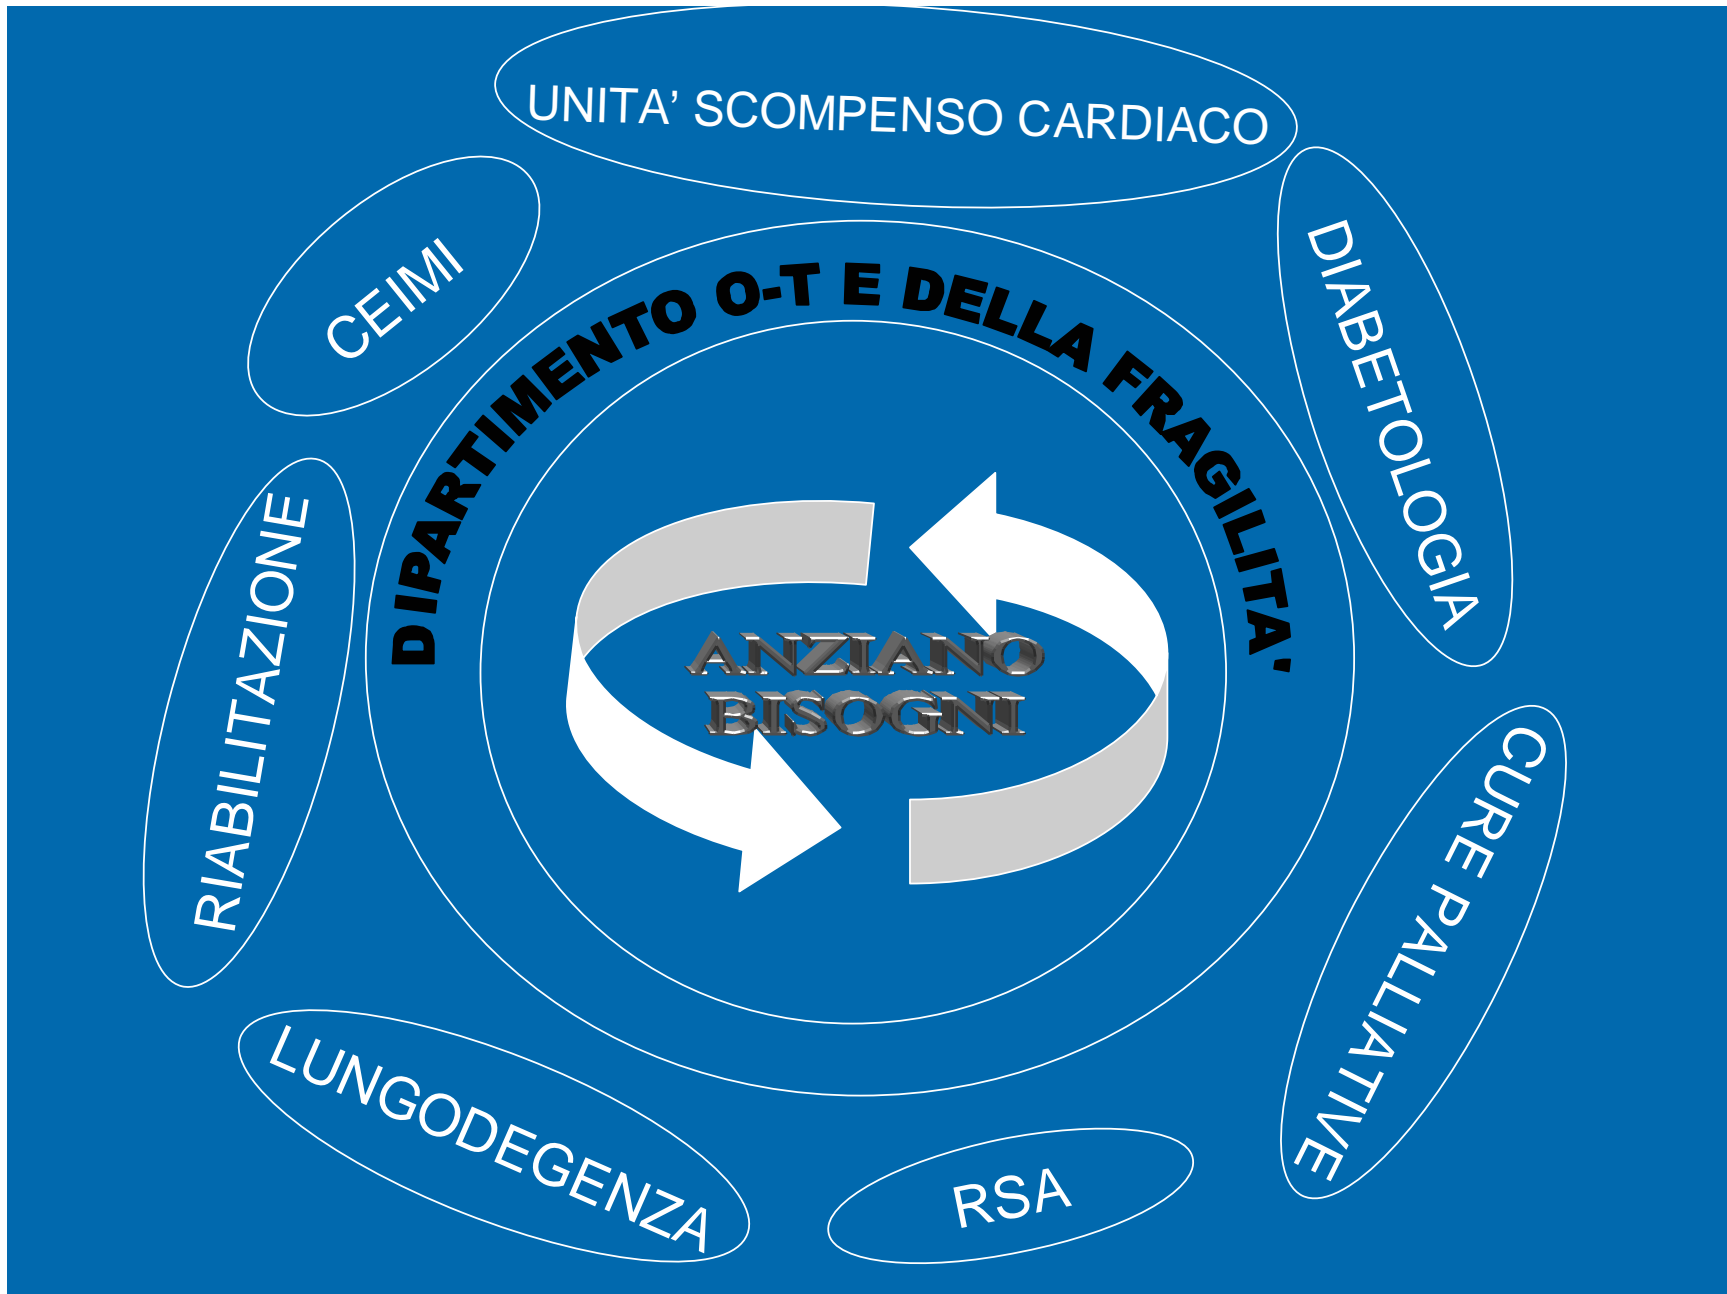 UNITA’ SCOMPENSO CARDIACO
CEIMI
DIABETOLOGIA
DIPARTIMENTO O-T E DELLA FRAGILITA'
RIABILITAZIONE
ANZIANO
BISOGNI
CURE PALLIATIVE
LUNGODEGENZA
RSA